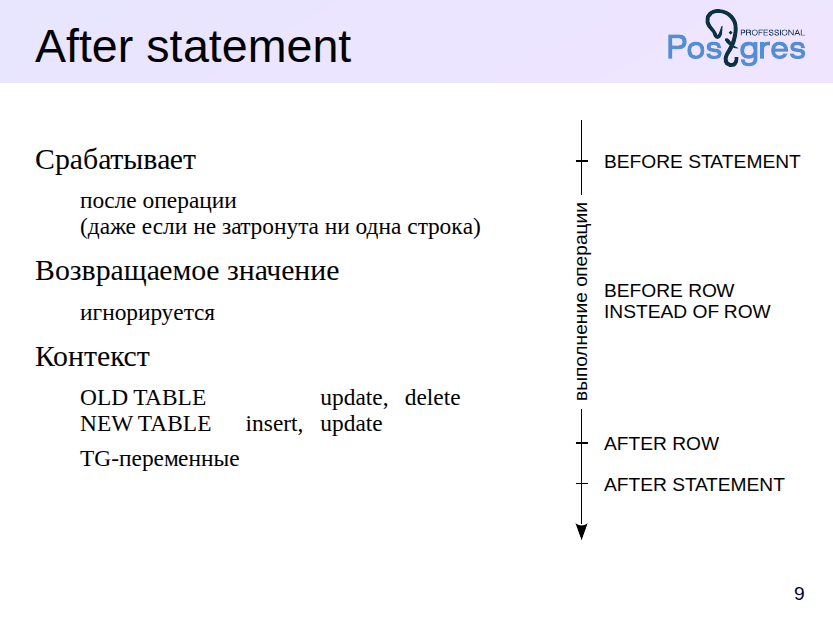 After statement
PROFESSIONAL
Postgres
Срабатывает
после операции
(даже если не затронута ни одна строка)
Возвращаемое значение
игнорируется
Контекст
OLD TABLE update, delete
NEW TABLE insert, update
TG-переменные
выполнение операции
BEFORE STATEMENT
BEFORE ROW
INSTEAD OF ROW
AFTER ROW
AFTER STATEMENT
9